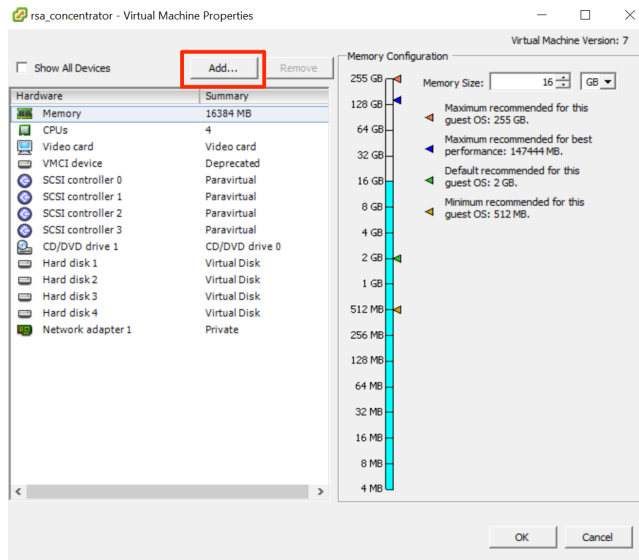 rsa_concentrator - Virtual Machine Properties
Virtual Machine Version: 7
Show All Devices
Add...
Remove
Hardware Summary
Memory 16384 MB
CPUs 4
Video card Video card
VMCI device Deprecated
SCSI controller 0 Paravirtual
SCSI controller 1 Paravirtual
SCSI controller 2 Paravirtual
SCSI controller 3 Paravirtual
CD/DVD drive 1 CD/DVD drive 0
Hard disk 1 Virtual Disk
Hard disk 2 Virtual Disk
Hard disk 3 Virtual Disk
Hard disk 4 Virtual Disk
Network adapter 1 Private
Memory Configuration
255 GB
128 GB
64 GB
32 GB
16 GB
8 GB
4 GB
2 GB
1 GB
512 MB
256 MB
128 MB
64 MB
32 MB
16 MB
8 MB
4 MB
Memory Size: 16 GB
Maximum recommended for this
guest OS: 255 GB.
Maximum recommended for best
performance: 147444 MB.
Default recommended for this
guest OS: 2 GB.
Minimum recommended for this
guest OS: 512 MB.
OK
Cancel